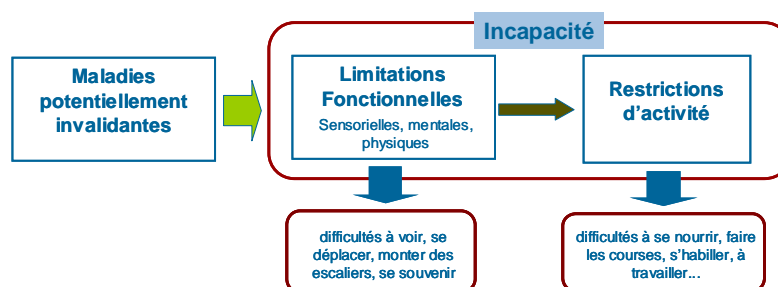 Incapacité
Maladies
potentiellement
invalidantes
Limitations
Fonctionnelles
Sensorielles, mentales,
physiques
Restrictions
d’activité
difficultés à voir, se
déplacer, monter des
escaliers, se souvenir
difficultés à se nourrir, faire
les courses, s’habiller, à
travailler...